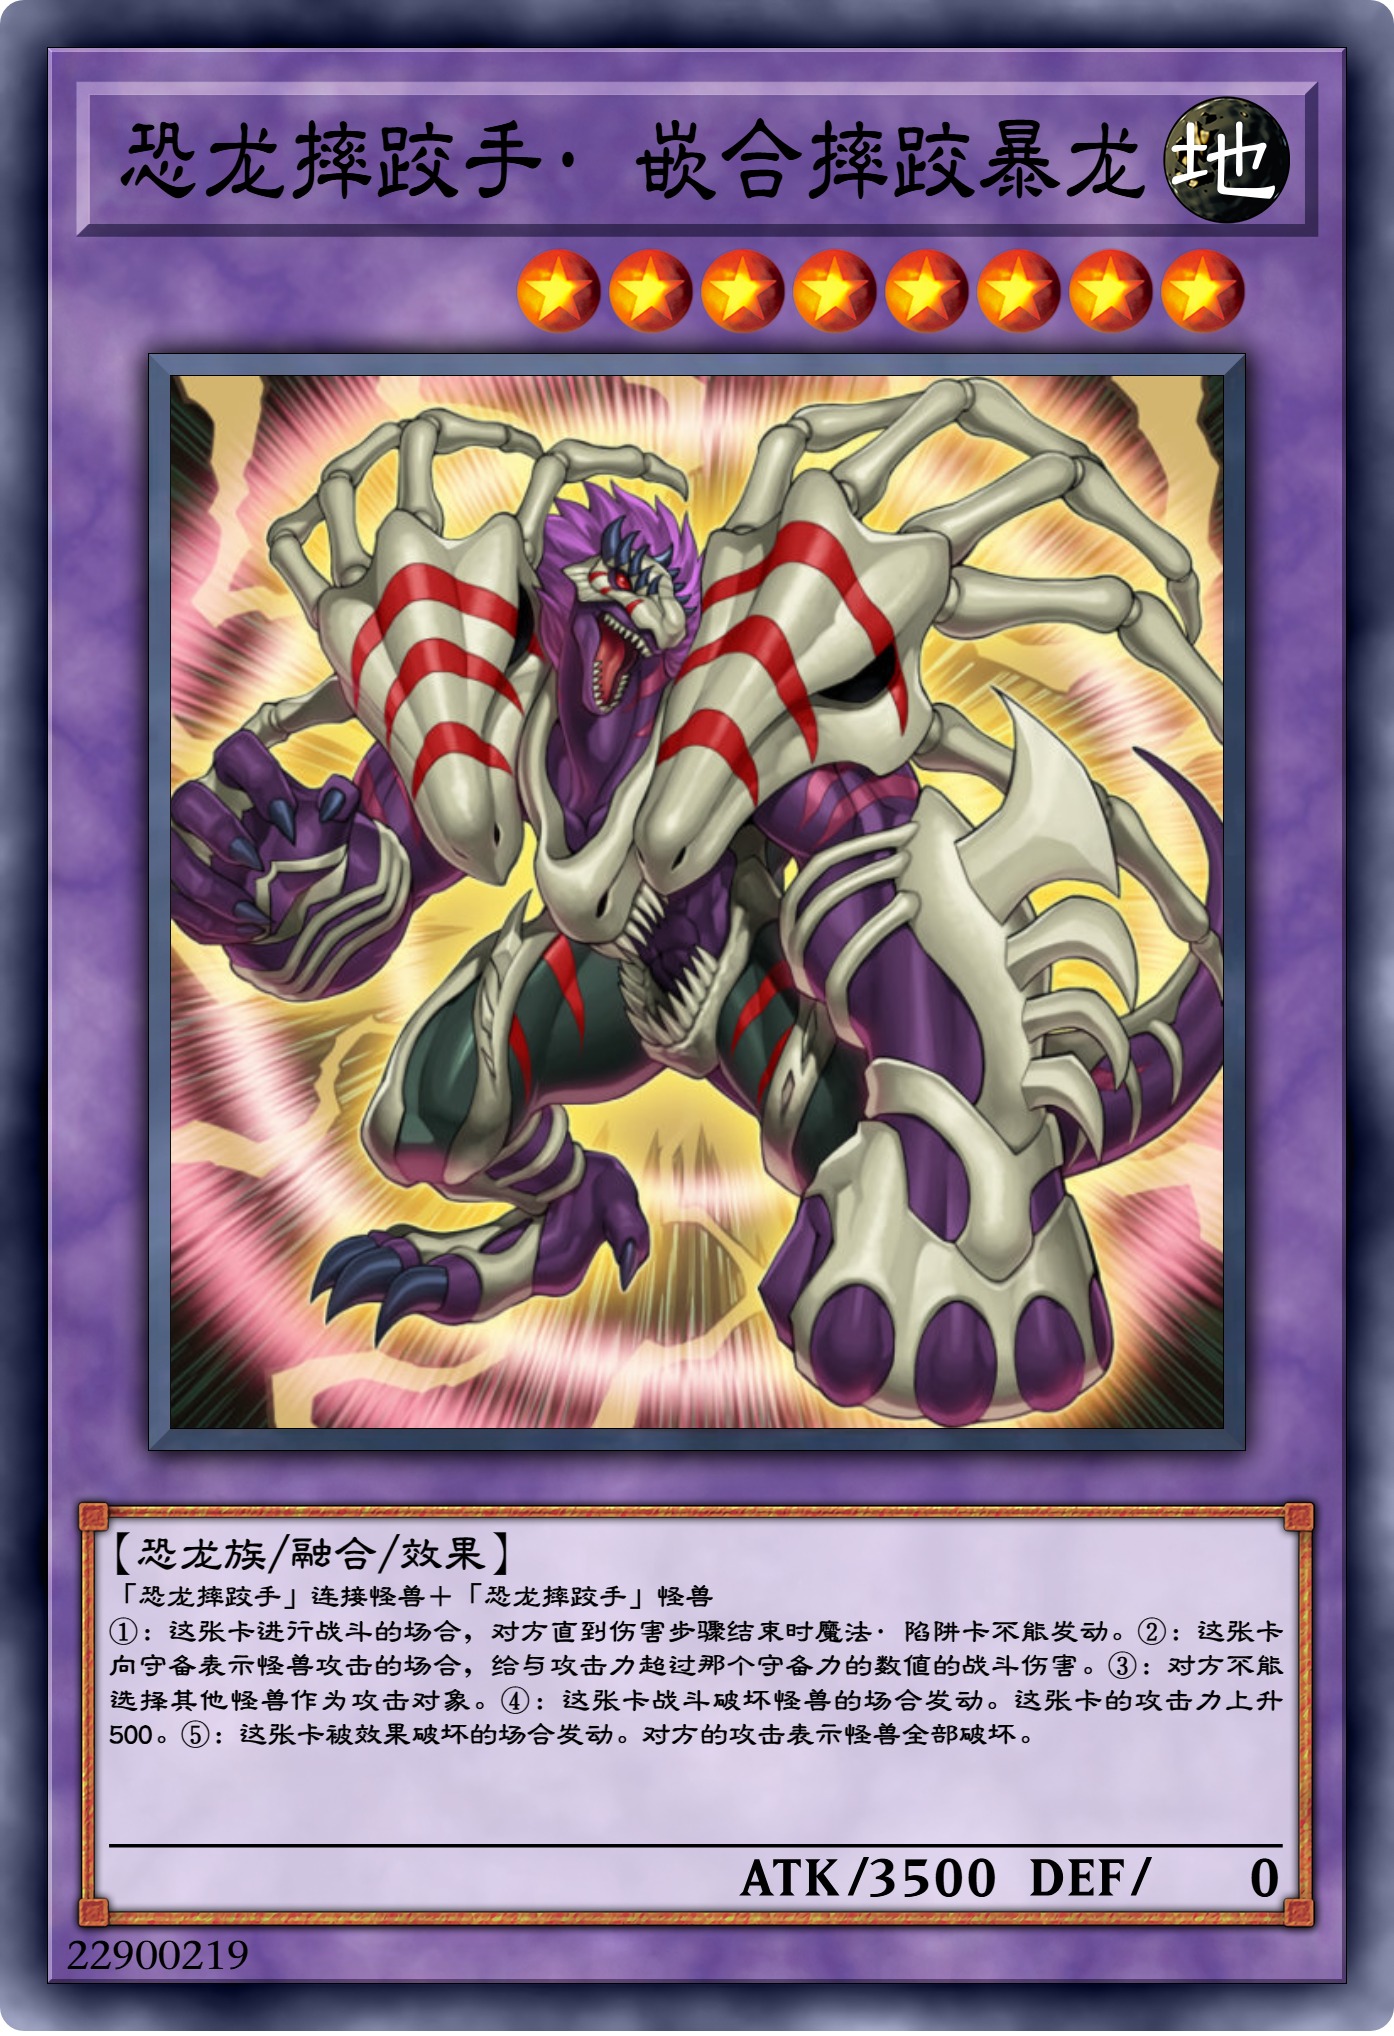 恐龙摔跤手·嵌合摔跤暴龙
地
【恐龙族/融合/效果】
「恐龙摔跤手」连接怪兽＋「恐龙摔跤手」怪兽
①：这张卡进行战斗的场合，对方直到伤害步骤结束时魔法·陷阱卡不能发动。②：这张卡
向守备表示怪兽攻击的场合，给与攻击力超过那个守备力的数值的战斗伤害。③：对方不能
选择其他怪兽作为攻击对象。④：这张卡战斗破坏怪兽的场合发动。这张卡的攻击力上升
500。⑤：这张卡被效果破坏的场合发动。对方的攻击表示怪兽全部破坏。
ATK/3500 DEF/ 0
22900219